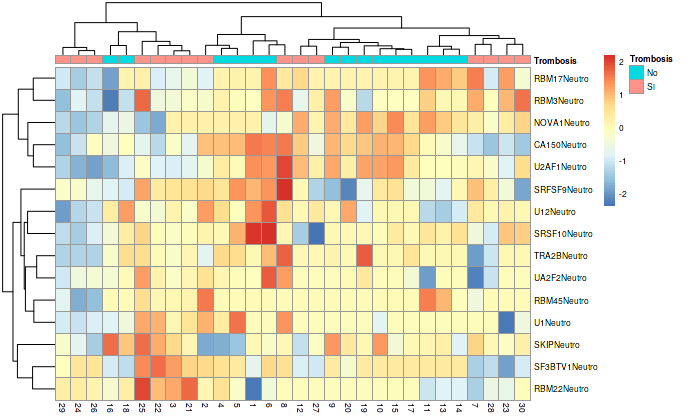 Trombosis
Trombosis
No
Si
2
1
0
-1
-2
RBM17Neutro
RBM3Neutro
NOVA1Neutro
CA150Neutro
U2AF1Neutro
SRFSF9Neutro
U12Neutro
SRSF10Neutro
TRA2BNeutro
UA2F2Neutro
RBM45Neutro
U1Neutro
SKIPNeutro
SF3BTV1Neutro
RBM22Neutro
29 24 26 16 18 25 22 3 21 2 4 5 1 6 8 12 27 9 20 19 10 15 17 11 13 14 7 28 23 30